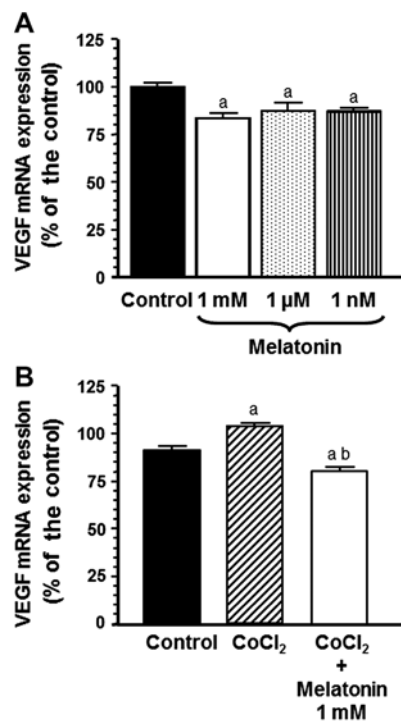 A
VEGF mRNA expression
(% of the control)
125
100
75
50
25
0
a
a
a
Control
1 mM
1 µM
1 nM
Melatonin
B
VEGF mRNA expression
(% of the control)
125
100
75
50
25
0
a
a b
Control
CoCl₂
CoCl₂
+
Melatonin
1 mM